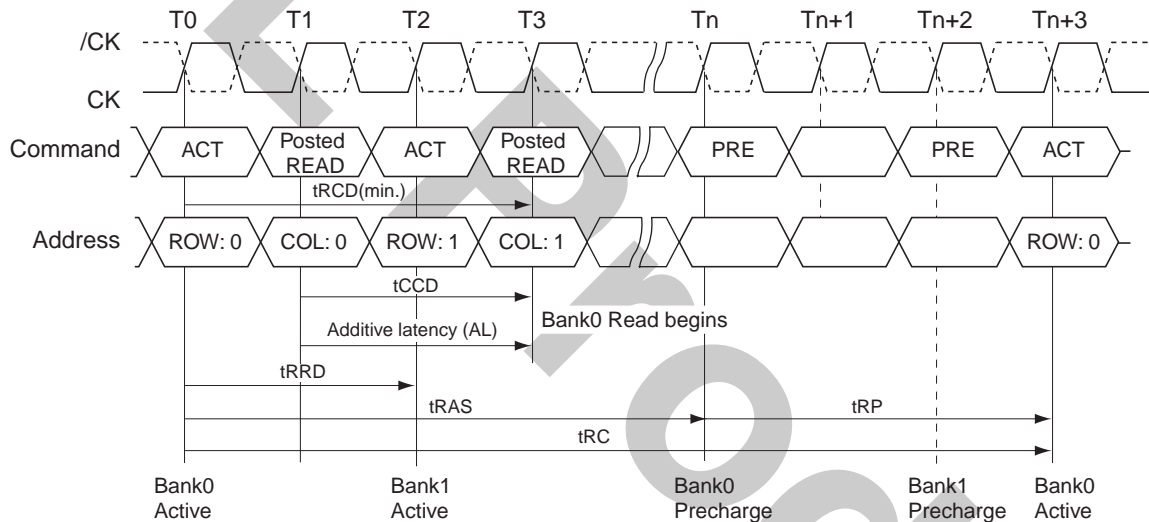 T0 T1 T2 T3 Tn Tn+1 Tn+2 Tn+3
/CK
CK
Command ACT Posted READ ACT Posted READ PRE PRE ACT
tRCD(min.)
Address ROW: 0 COL: 0 ROW: 1 COL: 1 ROW: 0
tCCD
Bank0 Read begins
Additive latency (AL)
tRRD
tRAS tRP
tRC
Bank0 Bank1 Bank0 Bank1 Bank0
Active Active Precharge Precharge Active